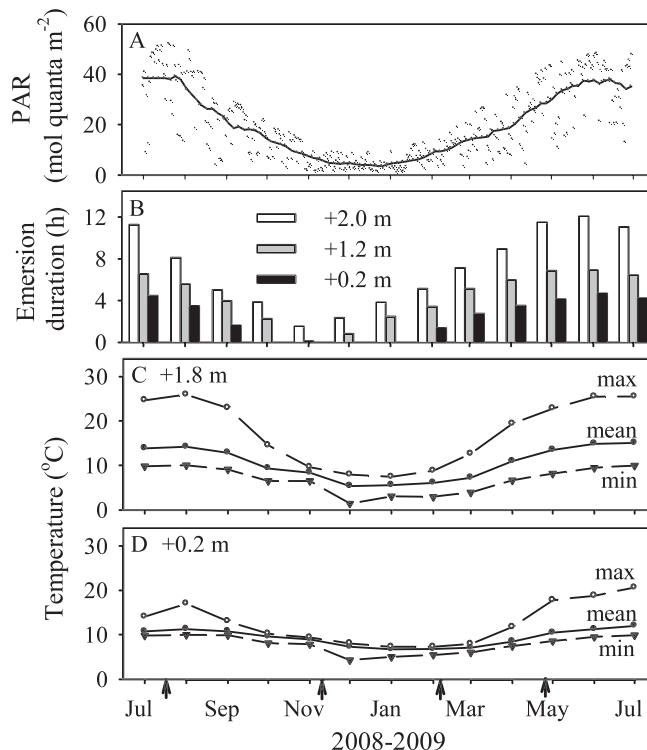 60
A
40
20
0
PAR
(mol quanta m-2)
B
12
8
4
0
Emersion
duration (h)
+2.0 m
+1.2 m
+0.2 m
C +1.8 m
30
20
10
0
max
mean
min
Temperature (oC)
D +0.2 m
30
20
10
0
max
mean
min
Jul Sep Nov Jan Mar May Jul
2008-2009